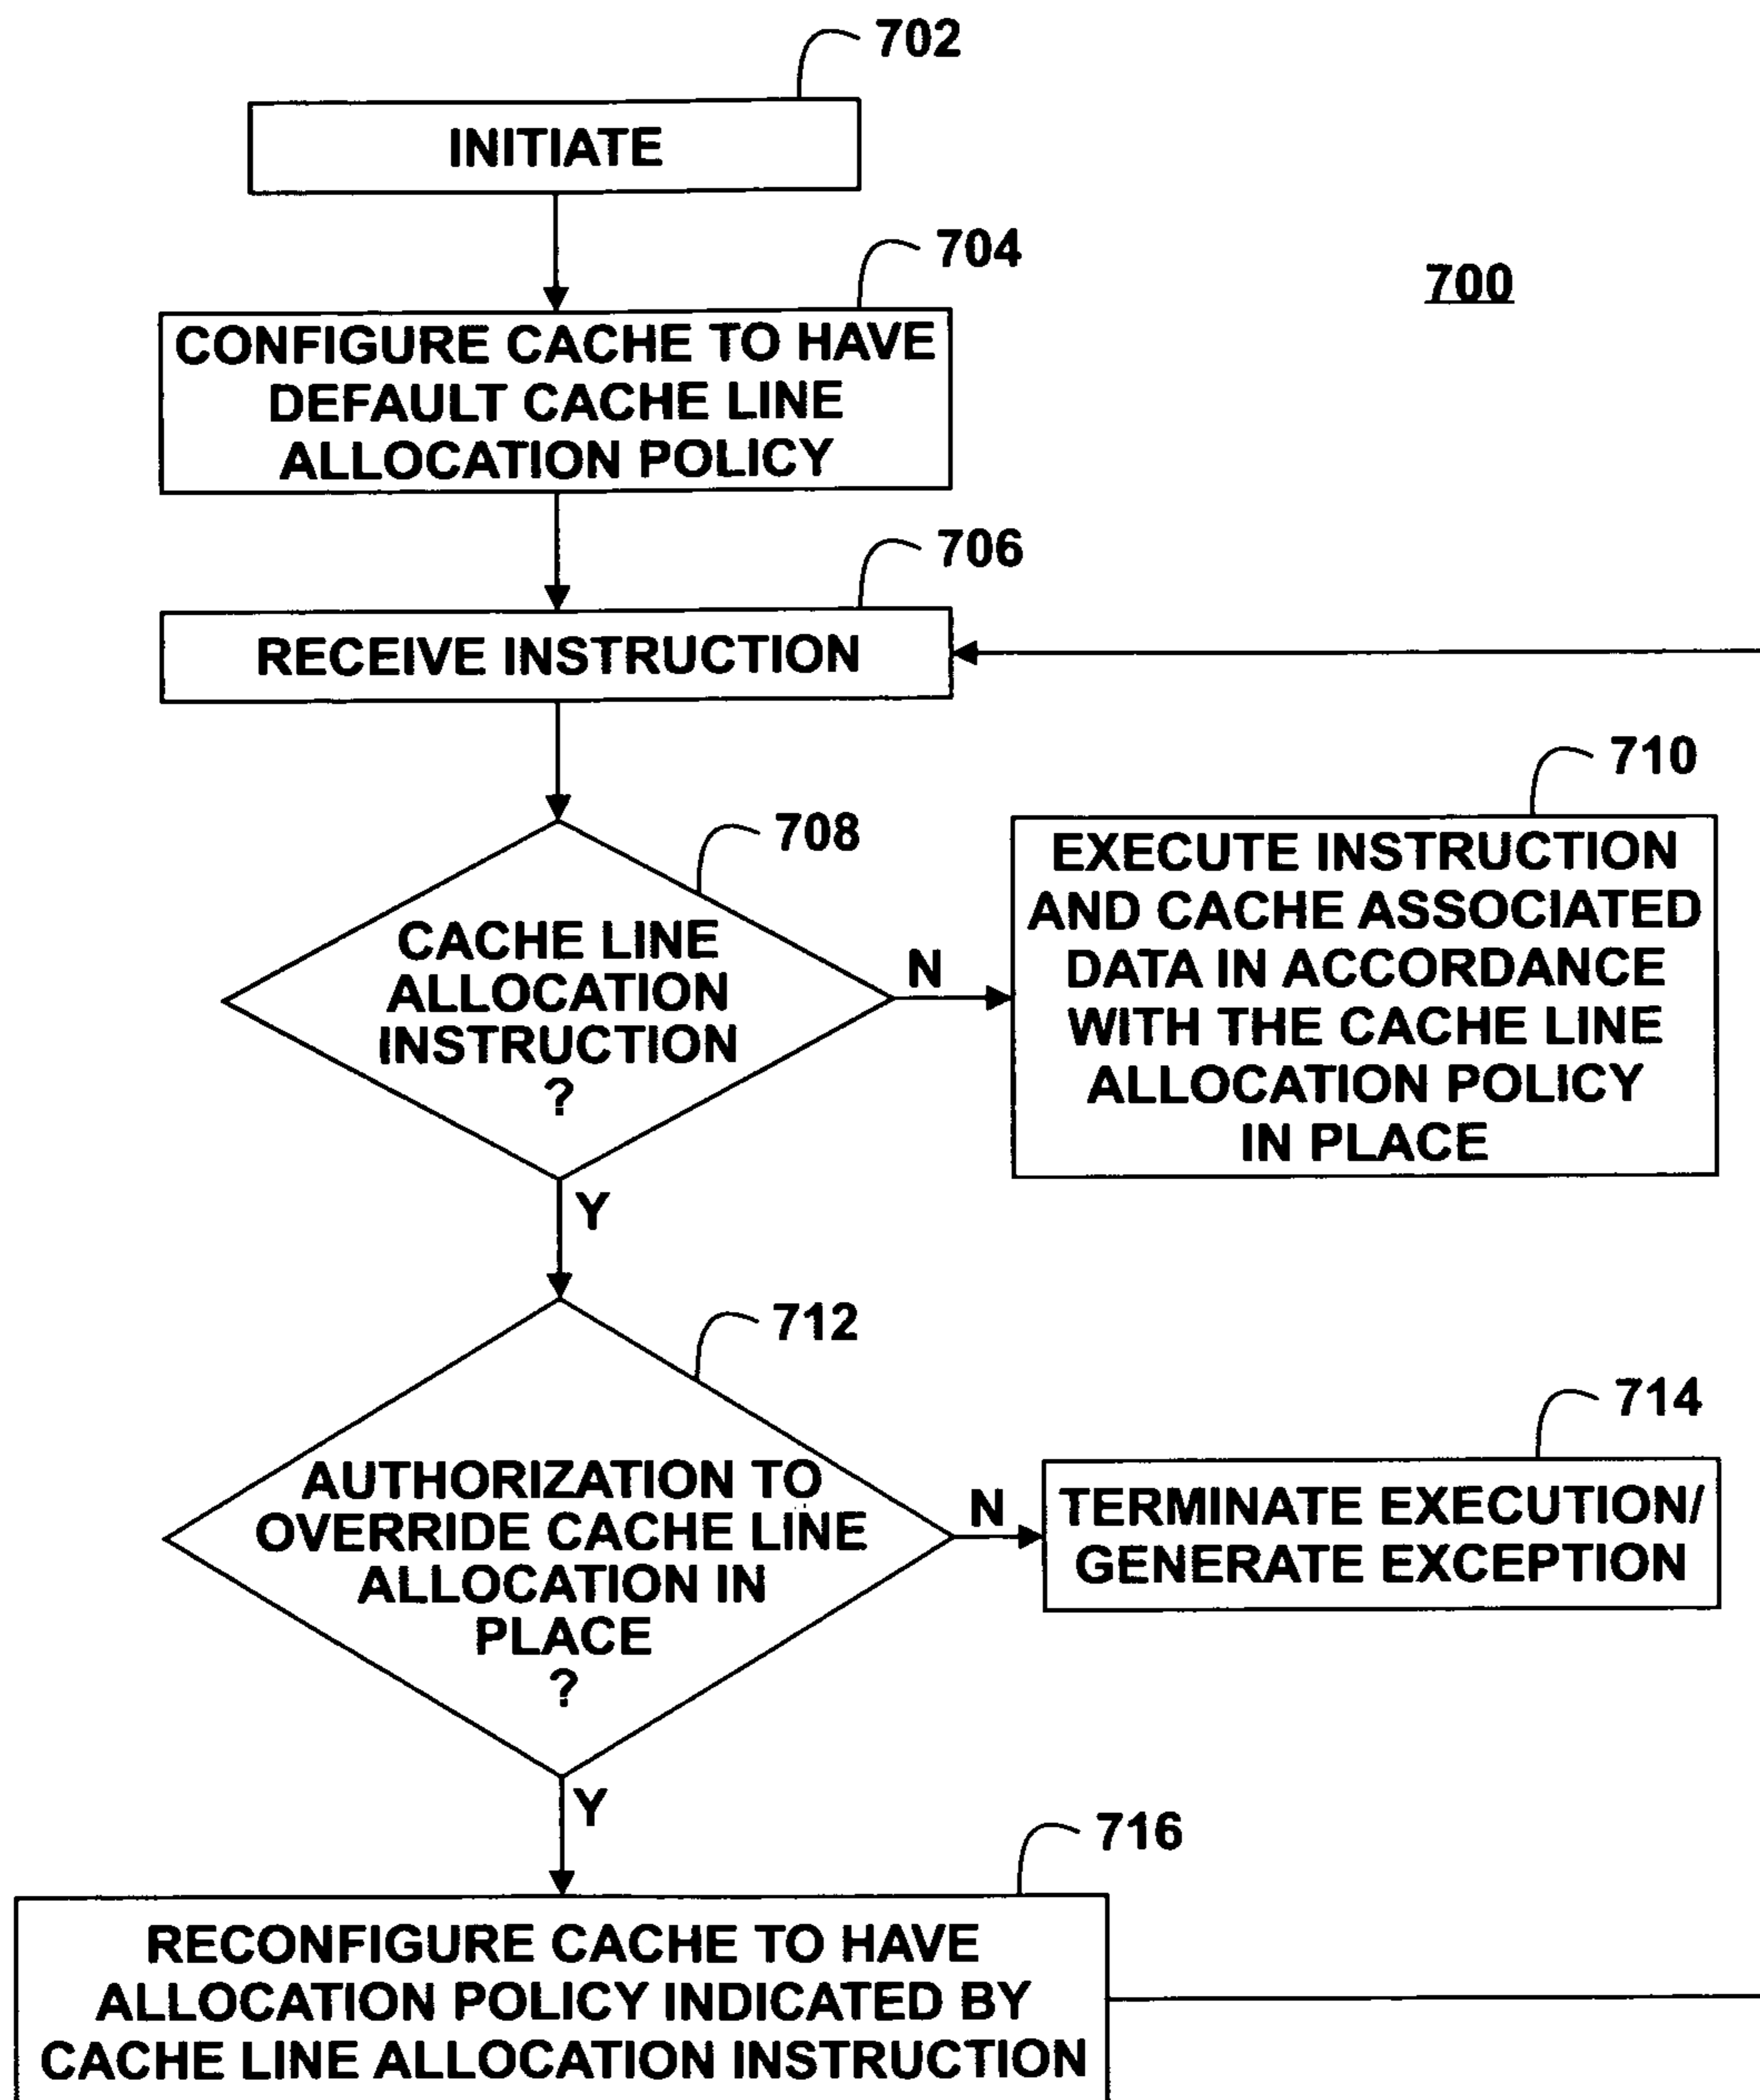 702
INITIATE
704
700
CONFIGURE CACHE TO HAVE
DEFAULT CACHE LINE
ALLOCATION POLICY
706
RECEIVE INSTRUCTION
708
CACHE LINE
ALLOCATION
INSTRUCTION
?
N
710
EXECUTE INSTRUCTION
AND CACHE ASSOCIATED
DATA IN ACCORDANCE
WITH THE CACHE LINE
ALLOCATION POLICY
IN PLACE
Y
712
AUTHORIZATION TO
OVERRIDE CACHE LINE
ALLOCATION IN
PLACE
?
N
714
TERMINATE EXECUTION/
GENERATE EXCEPTION
Y
716
RECONFIGURE CACHE TO HAVE
ALLOCATION POLICY INDICATED BY
CACHE LINE ALLOCATION INSTRUCTION